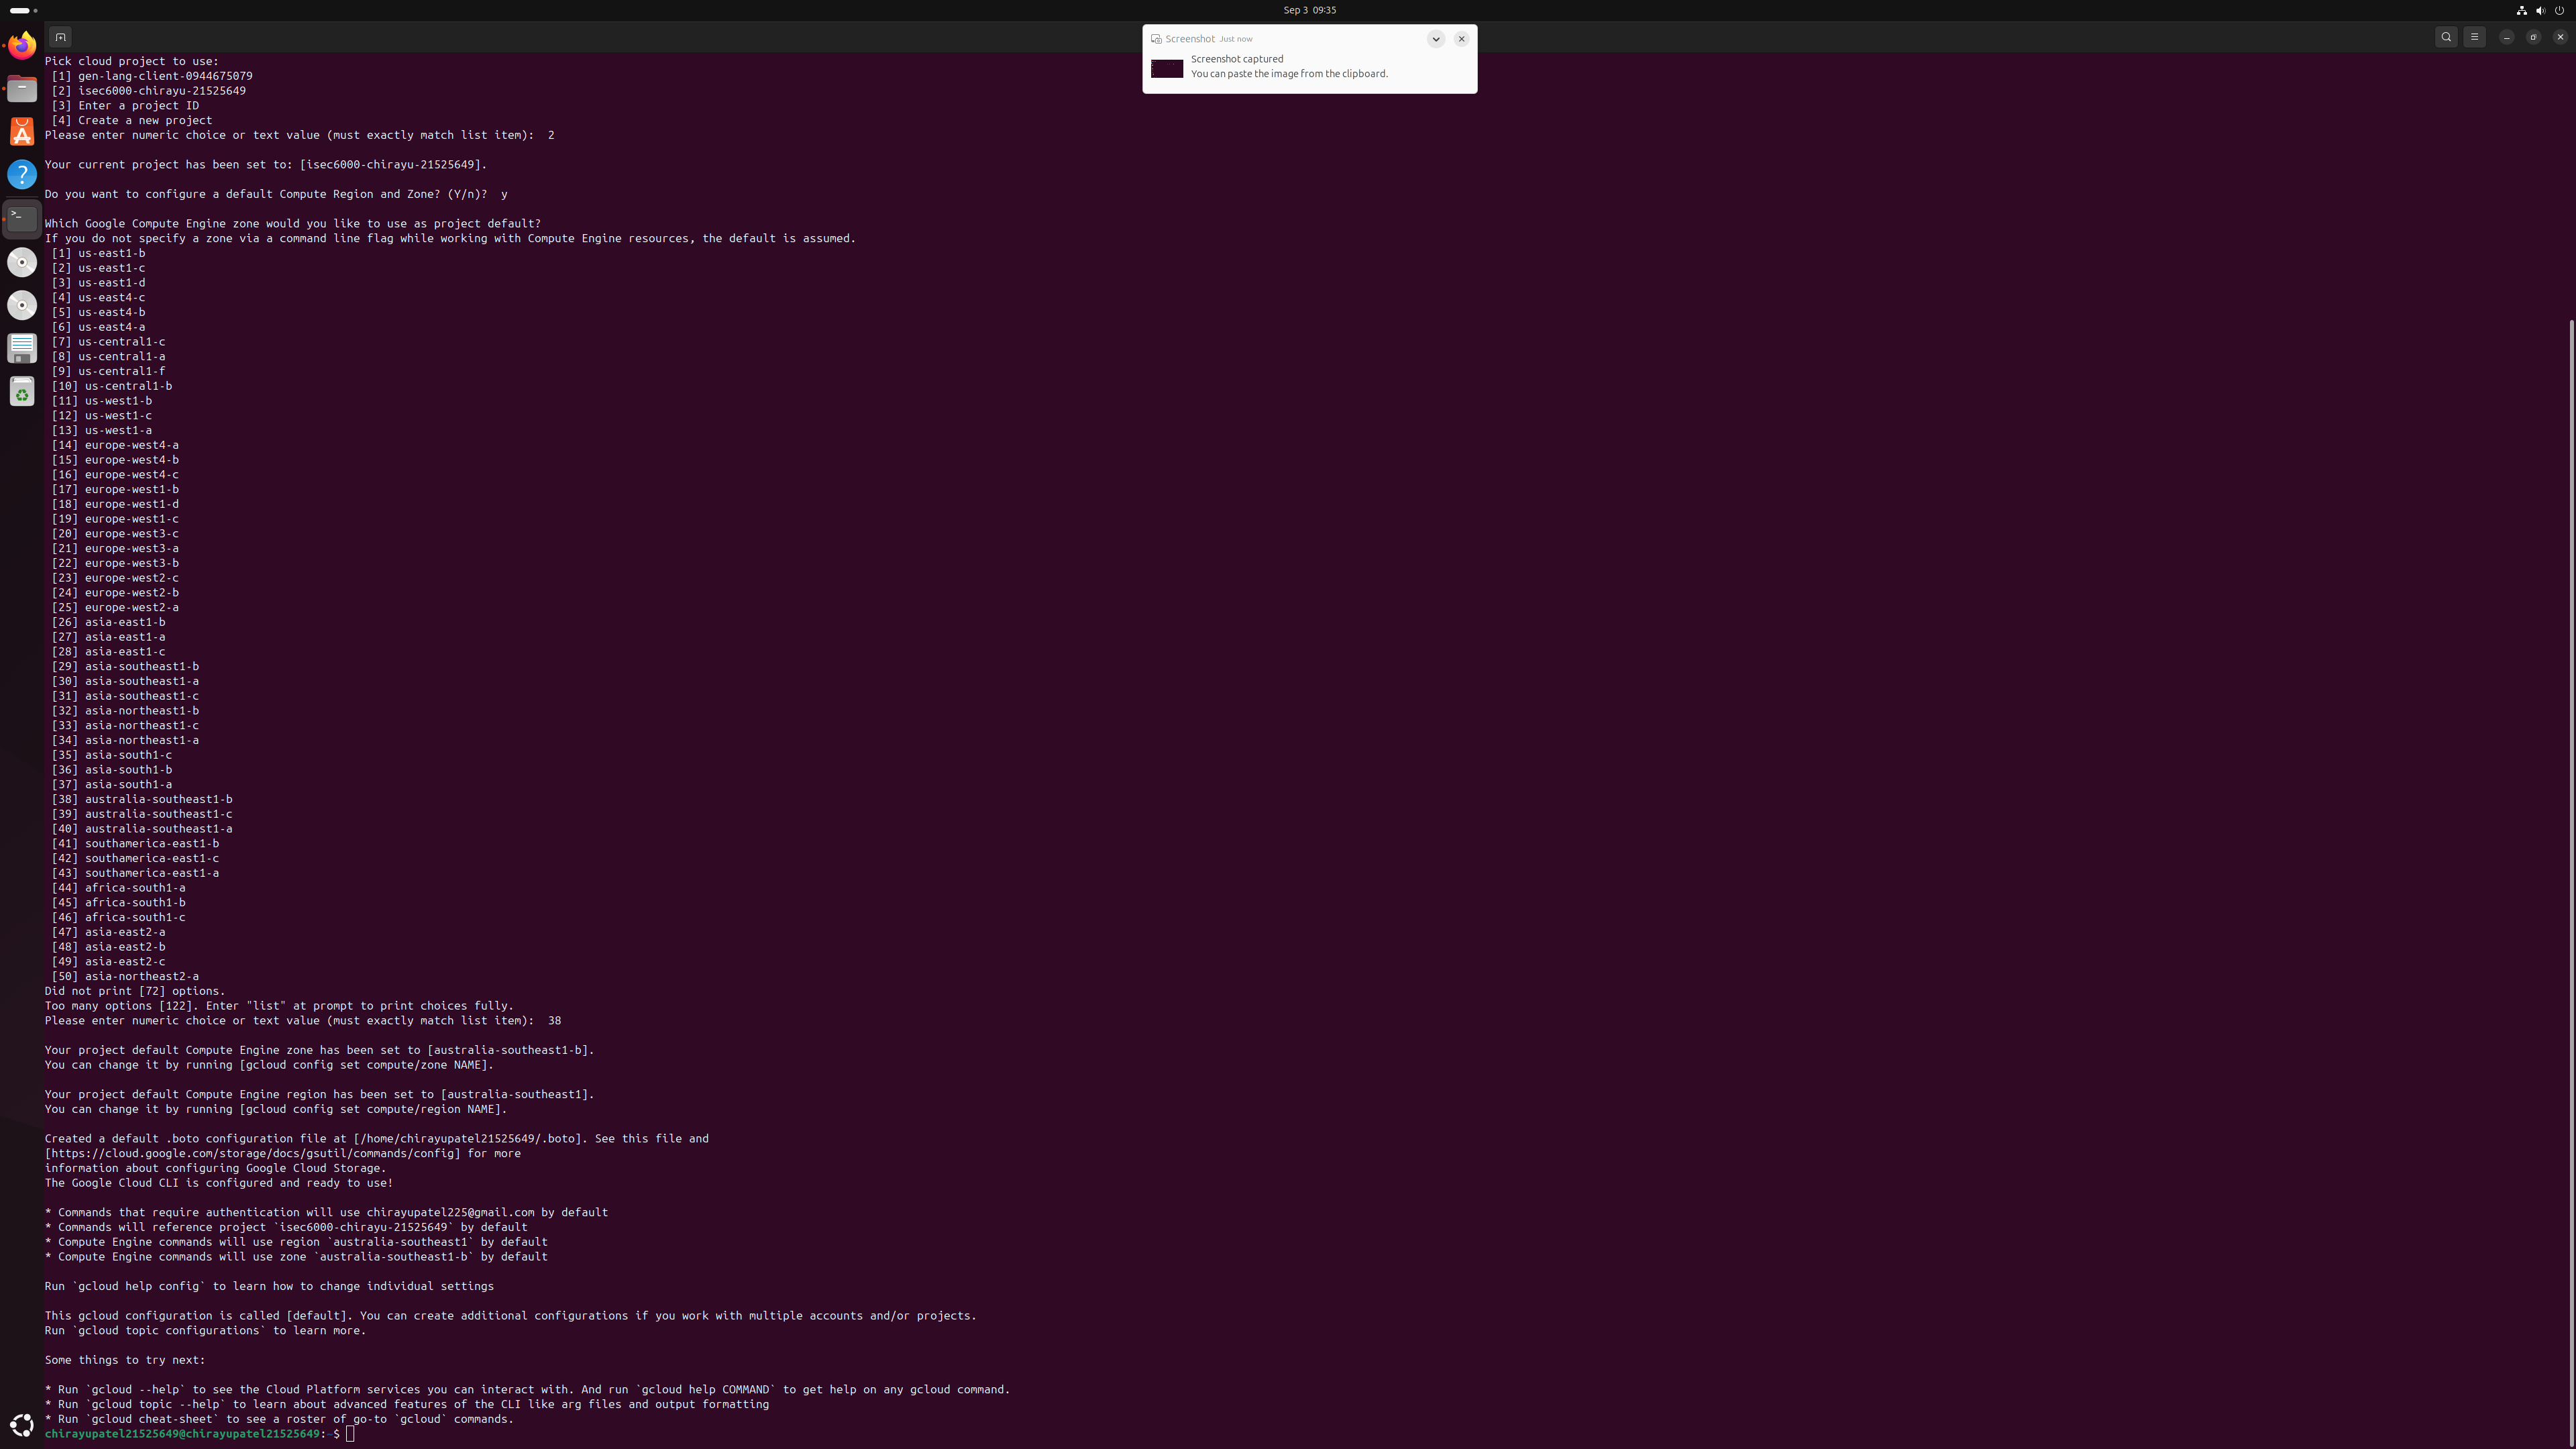 Sep 3 09:35
Screenshot Just now
Screenshot captured
You can paste the image from the clipboard.
Pick cloud project to use:
[1] gen-lang-client-0944675079
[2] isec6000-chirayu-21525649
[3] Enter a project ID
[4] Create a new project
Please enter numeric choice or text value (must exactly match list item): 2
Your current project has been set to: [isec6000-chirayu-21525649].
Do you want to configure a default Compute Region and Zone? (Y/n)? y
Which Google Compute Engine zone would you like to use as project default?
If you do not specify a zone via a command line flag while working with Compute Engine resources, the default is assumed.
[1] us-east1-b
[2] us-east1-c
[3] us-east1-d
[4] us-east4-c
[5] us-east4-b
[6] us-east4-a
[7] us-central1-c
[8] us-central1-a
[9] us-central1-f
[10] us-central1-b
[11] us-west1-b
[12] us-west1-c
[13] us-west1-a
[14] europe-west4-a
[15] europe-west4-b
[16] europe-west4-c
[17] europe-west1-b
[18] europe-west1-d
[19] europe-west1-c
[20] europe-west3-c
[21] europe-west3-a
[22] europe-west3-b
[23] europe-west2-c
[24] europe-west2-b
[25] europe-west2-a
[26] asia-east1-b
[27] asia-east1-a
[28] asia-east1-c
[29] asia-southeast1-b
[30] asia-southeast1-a
[31] asia-southeast1-c
[32] asia-northeast1-b
[33] asia-northeast1-c
[34] asia-northeast1-a
[35] asia-south1-c
[36] asia-south1-b
[37] asia-south1-a
[38] australia-southeast1-b
[39] australia-southeast1-c
[40] australia-southeast1-a
[41] southamerica-east1-b
[42] southamerica-east1-c
[43] southamerica-east1-a
[44] africa-south1-a
[45] africa-south1-b
[46] africa-south1-c
[47] asia-east2-a
[48] asia-east2-b
[49] asia-east2-c
[50] asia-northeast2-a
Did not print [72] options.
Too many options [122]. Enter "list" at prompt to print choices fully.
Please enter numeric choice or text value (must exactly match list item): 38
Your project default Compute Engine zone has been set to [australia-southeast1-b].
You can change it by running [gcloud config set compute/zone NAME].
Your project default Compute Engine region has been set to [australia-southeast1].
You can change it by running [gcloud config set compute/region NAME].
Created a default .boto configuration file at [/home/chirayupatel21525649/.boto]. See this file and
[https://cloud.google.com/storage/docs/gsutil/commands/config] for more
information about configuring Google Cloud Storage.
The Google Cloud CLI is configured and ready to use!
* Commands that require authentication will use chirayupatel225@gmail.com by default
* Commands will reference project `isec6000-chirayu-21525649` by default
* Compute Engine commands will use region `australia-southeast1` by default
* Compute Engine commands will use zone `australia-southeast1-b` by default
Run `gcloud help config` to learn how to change individual settings
This gcloud configuration is called [default]. You can create additional configurations if you work with multiple accounts and/or projects.
Run `gcloud topic configurations` to learn more.
Some things to try next:
* Run `gcloud --help` to see the Cloud Platform services you can interact with. And run `gcloud help COMMAND` to get help on any gcloud command.
* Run `gcloud topic --help` to learn about advanced features of the CLI like arg files and output formatting
* Run `gcloud cheat-sheet` to see a roster of go-to `gcloud` commands.
chirayupatel21525649@chirayupatel21525649:~$